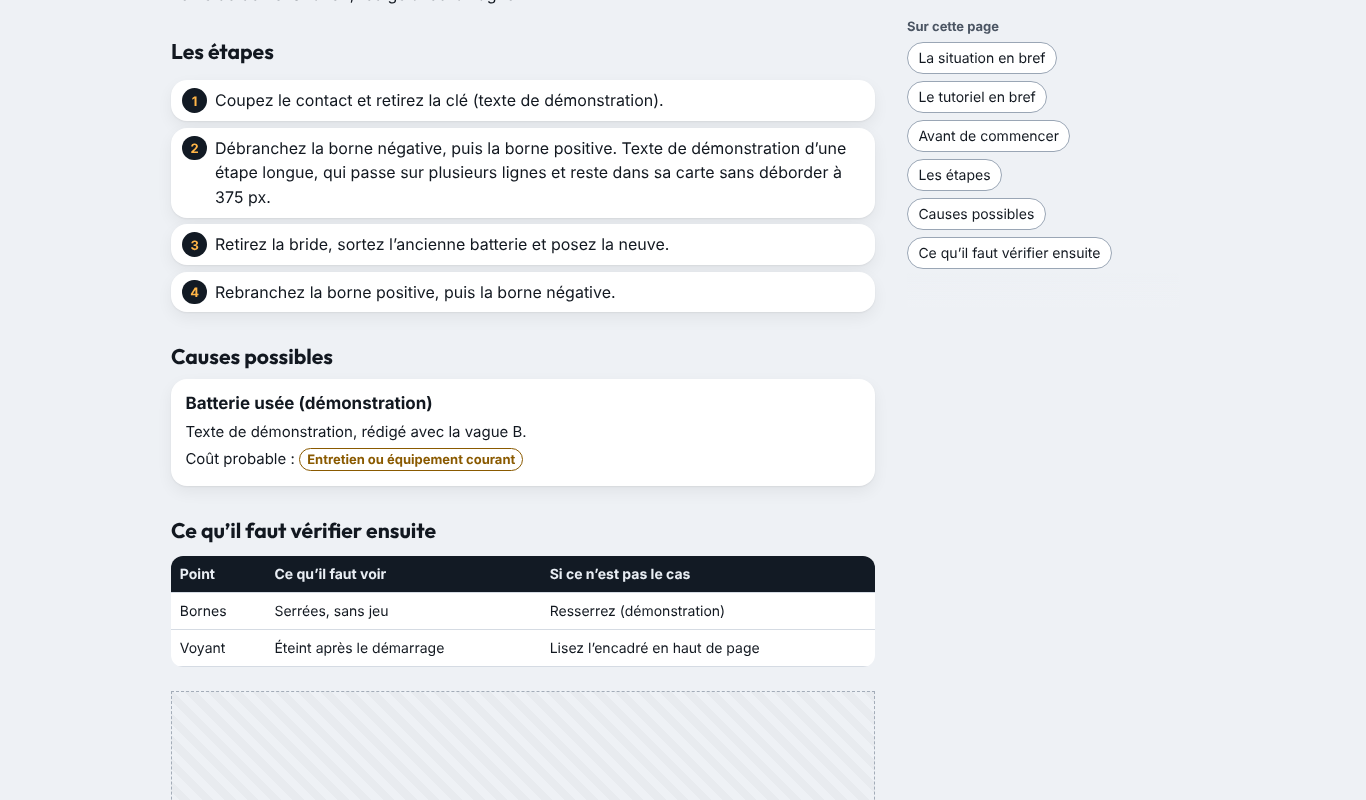 Les étapes
1 Coupez le contact et retirez la clé (texte de démonstration).
2 Débranchez la borne négative, puis la borne positive. Texte de démonstration d’une
étape longue, qui passe sur plusieurs lignes et reste dans sa carte sans déborder à
375 px.
3 Retirez la bride, sortez l’ancienne batterie et posez la neuve.
4 Rebranchez la borne positive, puis la borne négative.
Causes possibles
Batterie usée (démonstration)
Texte de démonstration, rédigé avec la vague B.
Coût probable : Entretien ou équipement courant
Ce qu’il faut vérifier ensuite
Point Ce qu’il faut voir Si ce n’est pas le cas
Bornes Serrées, sans jeu Resserrez (démonstration)
Voyant Éteint après le démarrage Lisez l’encadré en haut de page
Sur cette page
La situation en bref
Le tutoriel en bref
Avant de commencer
Les étapes
Causes possibles
Ce qu’il faut vérifier ensuite